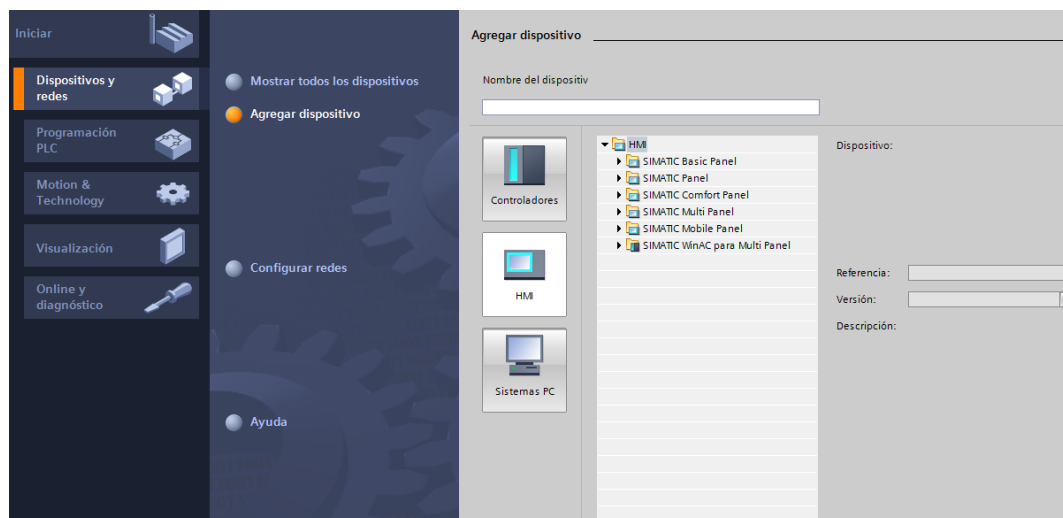 Iniciar
Dispositivos y
redes
Programación
PLC
Motion &
Technology
Visualización
Online y
diagnóstico
Mostrar todos los dispositivos
Agregar dispositivo
Configurar redes
Ayuda
Agregar dispositivo
Nombre del dispositiv
Controladores
HMI
Sistemas PC
HMI
SIMATIC Basic Panel
SIMATIC Panel
SIMATIC Comfort Panel
SIMATIC Multi Panel
SIMATIC Mobile Panel
SIMATIC WinAC para Multi Panel
Dispositivo:
Referencia:
Versión:
Descripción: